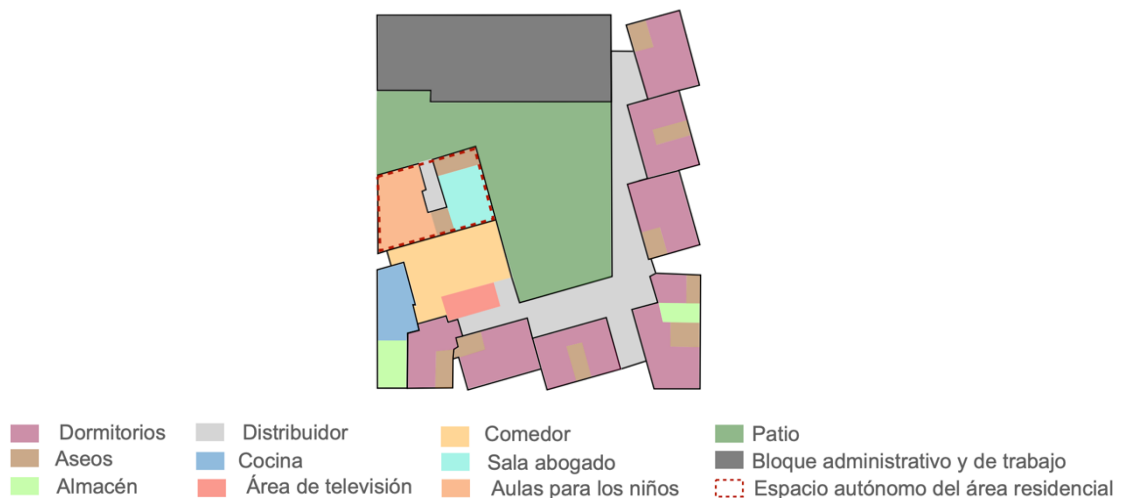 Dormitorios
Distribuidor
Comedor
Patio
Aseos
Cocina
Sala abogado
Bloque administrativo y de trabajo
Almacén
Área de televisión
Aulas para los niños
Espacio autónomo del área residencial